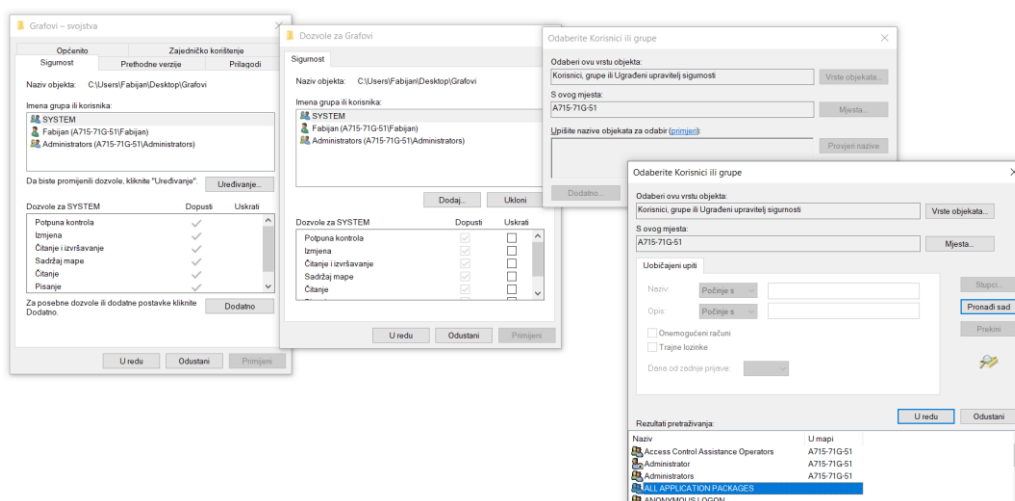 Grafovi – svojstva
Općenito Zajedničko korištenje
Sigurnost Prethodne verzije Prilagodi
Naziv objekta: C:\Users\Fabijan\Desktop\Grafovi
Imena grupa ili korisnika:
SYSTEM
Fabijan (A715-71G-51\Fabijan)
Administrators (A715-71G-51\Administrators)
Da biste promijenili dozvole, kliknite "Uređivanje".
Uređivanje...
Dozvole za SYSTEM Dopusti Uskrati
Potpuna kontrola
Izmjena
Čitanje i izvršavanje
Sadržaj mape
Čitanje
Pisanje
Za posebne dozvole ili dodatne postavke kliknite
Dodatno.
Dodatno
U redu Odustani Primijeni
Dozvole za Grafovi
Sigurnost
Naziv objekta: C:\Users\Fabijan\Desktop\Grafovi
Imena grupa ili korisnika:
SYSTEM
Fabijan (A715-71G-51\Fabijan)
Administrators (A715-71G-51\Administrators)
Dodaj... Ukloni
Dozvole za SYSTEM Dopusti Uskrati
Potpuna kontrola
Izmjena
Čitanje i izvršavanje
Sadržaj mape
Čitanje
U redu Odustani Primijeni
Odaberite Korisnici ili grupe
Odaberi ovu vrstu objekta:
Korisnici, grupe ili Ugrađeni upravitelj sigurnosti
Vrste objekata...
S ovog mjesta:
A715-71G-51
Mjesta...
Upišite nazive objekata za odabir (primjeri):
Provjeri nazive
Dodatno...
Odaberite Korisnici ili grupe
Odaberi ovu vrstu objekta:
Korisnici, grupe ili Ugrađeni upravitelj sigurnosti
Vrste objekata...
S ovog mjesta:
A715-71G-51
Mjesta...
Uobičajeni upiti
Naziv: Počinje s
Opis: Počinje s
Onemogućeni računi
Trajne lozinke
Dana od zadnje prijave:
Stupci...
Pronađi sad
Prekini
U redu Odustani
Rezultati pretraživanja:
Naziv U mapi
Access Control Assistance Operators A715-71G-51
Administrator A715-71G-51
Administrators A715-71G-51
ALL APPLICATION PACKAGES
ANONYMOUS LOGON